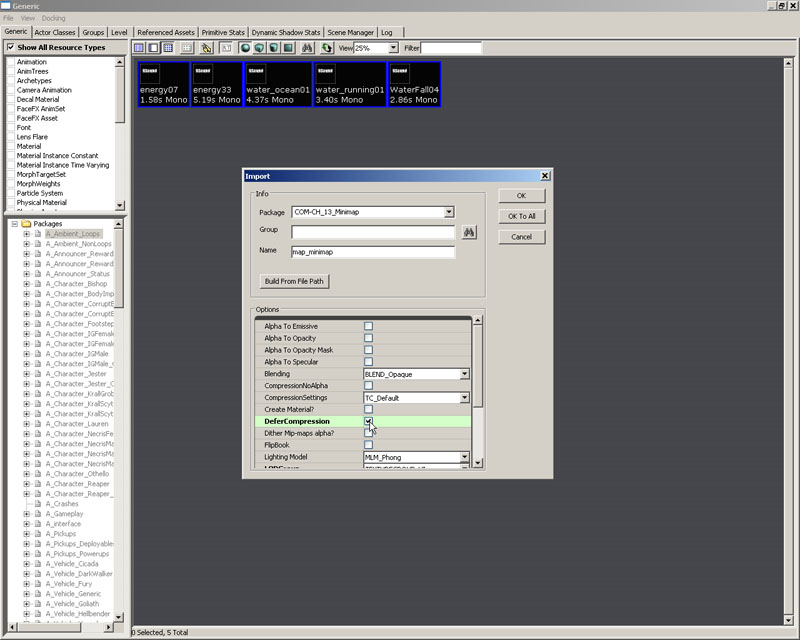 Generic
File View Docking
Generic Actor Classes Groups Level Referenced Assets Primitive Stats Dynamic Shadow Stats Scene Manager Log
Show All Resource Types
View 25% Filter
Animation
AnimTrees
Archetypes
Camera Animation
Decal Material
FaceFX AnimSet
FaceFX Asset
Font
Lens Flare
Material
Material Instance Constant
Material Instance Time Varying
MorphTargetSet
MorphWeights
Particle System
Physical Material
energy07
1.58s Mono
energy33
5.19s Mono
water_ocean01
4.37s Mono
water_running01
3.40s Mono
WaterFall04
2.86s Mono
Packages
A_Ambient_Loops
A_Ambient_NonLoops
A_Announcer_Reward
A_Announcer_Reward
A_Announcer_Status
A_Character_Bishop
A_Character_BodyImp
A_Character_CorruptE
A_Character_CorruptE
A_Character_Footstep
A_Character_IGFemale
A_Character_IGFemale
A_Character_IGMale
A_Character_IGMale_
A_Character_Jester
A_Character_Jester_C
A_Character_KrallGrob
A_Character_KrallScyt
A_Character_KrallScyt
A_Character_Lauren
A_Character_NecrisFe
A_Character_NecrisMa
A_Character_NecrisMa
A_Character_NecrisMa
A_Character_Othello
A_Character_Reaper
A_Character_Reaper_
A_Crashes
A_Gameplay
A_interface
A_Pickups
A_Pickups_Deployable
A_Pickups_Powerups
A_Vehicle_Cicada
A_Vehicle_DarkWalker
A_Vehicle_Fury
A_Vehicle_Generic
A_Vehicle_Goliath
A_Vehicle_Hellbender
Import
Info
Package COM-CH_13_Minimap
Group
Name map_minimap
Build From File Path
OK
OK To All
Cancel
Options
Alpha To Emissive
Alpha To Opacity
Alpha To Opacity Mask
Alpha To Specular
Blending BLEND_Opaque
CompressionNoAlpha
CompressionSettings TC_Default
Create Material?
DeferCompression
Dither Mip-maps alpha?
FlipBook
Lighting Model MLM_Phong
0 Selected, 5 Total